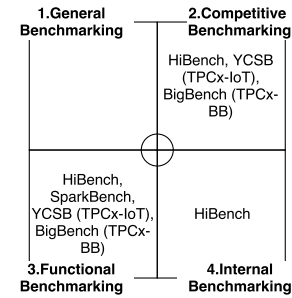 1.General
Benchmarking
2.Competitive
Benchmarking
HiBench, YCSB
(TPCx-IoT),
BigBench (TPCx-
BB)
HiBench,
SparkBench,
YCSB (TPCx-IoT),
BigBench (TPCx-
BB)
3.Functional
Benchmarking
HiBench
4.Internal
Benchmarking